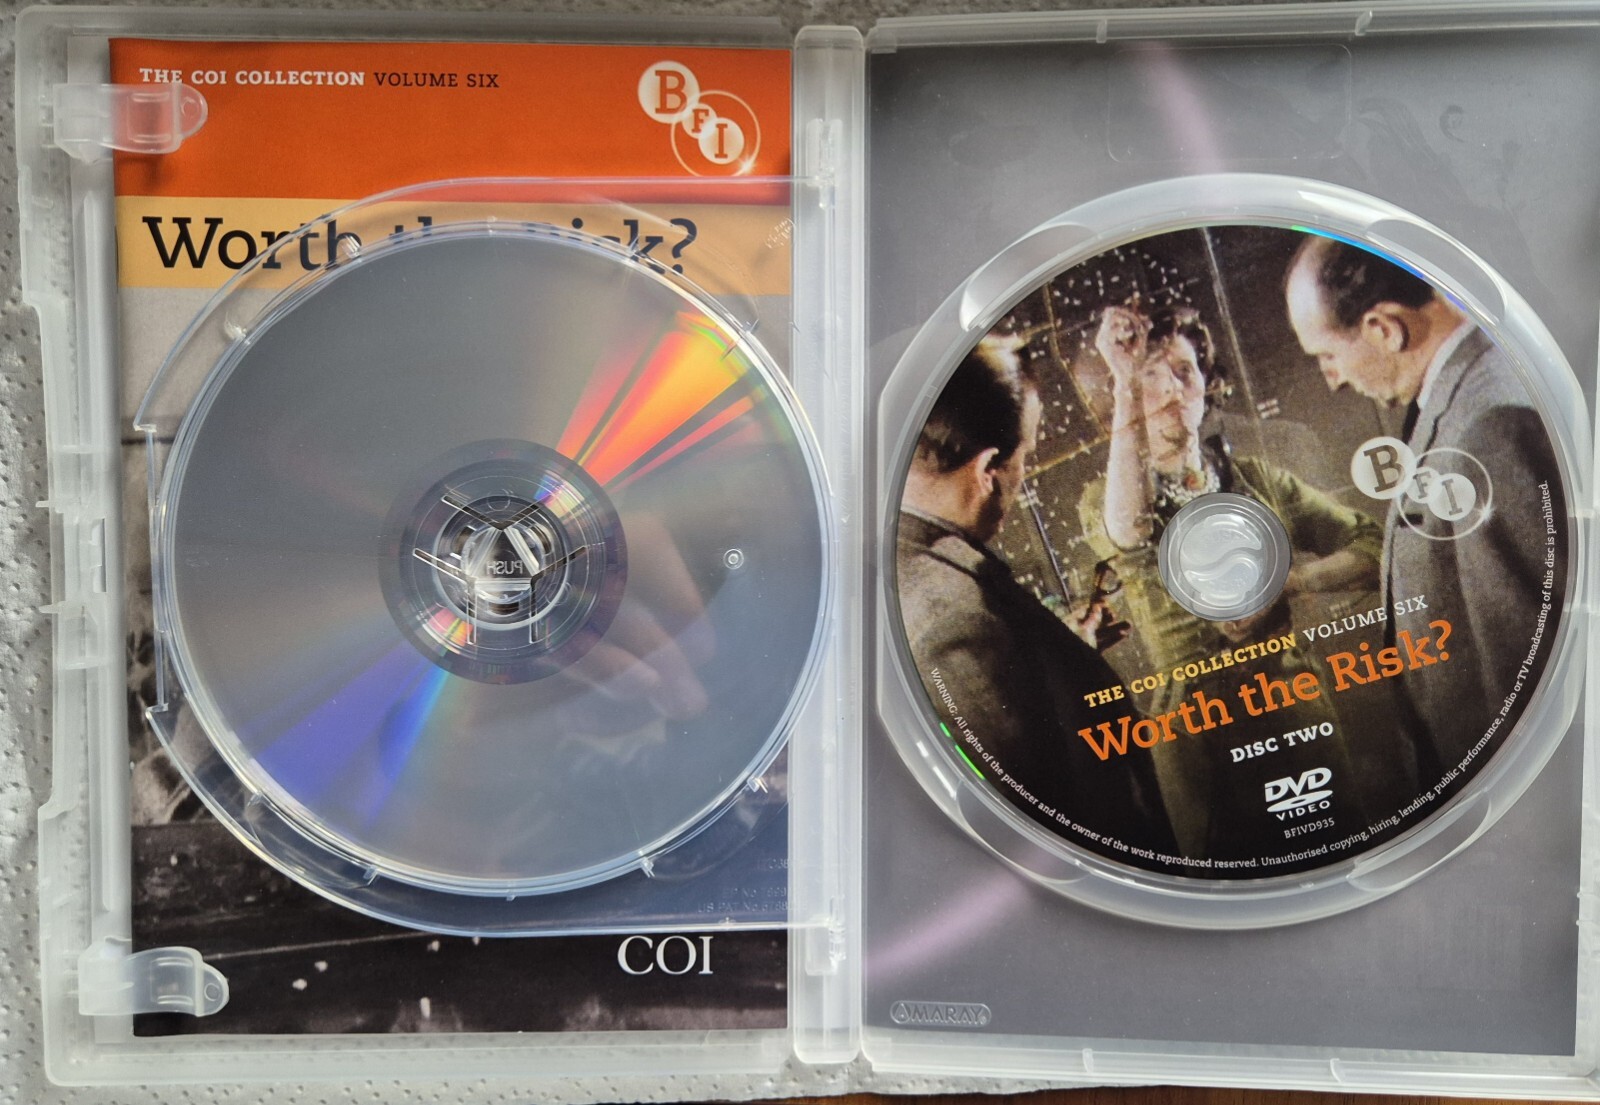 THE COI COLLECTION VOLUME SIX
BFI
Worth the Risk?
PUSH
COI
BFI
THE COI COLLECTION VOLUME SIX
Worth the Risk?
DISC TWO
DVD
VIDEO
BFIVD935
WARNING: All rights of the producer and the owner of the work reproduced reserved. Unauthorised copying, hiring, lending, public performance, radio or TV broadcasting of this disc is prohibited.
AMARAY